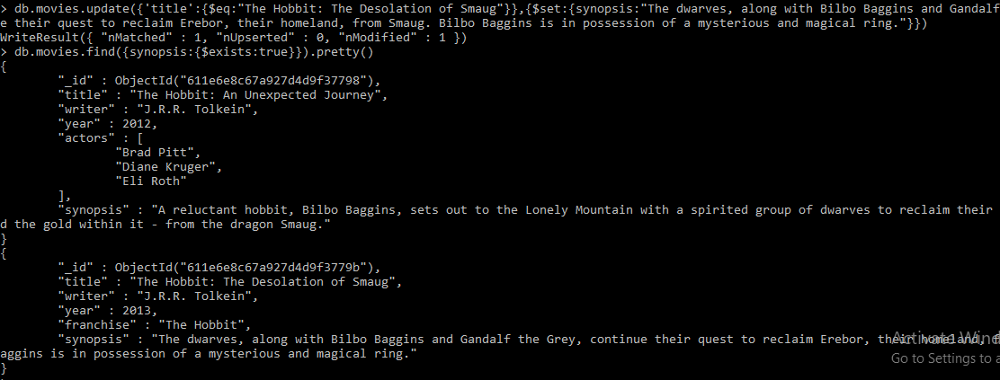 > db.movies.update({'title':{$eq:"The Hobbit: The Desolation of Smaug"}},{$set:{synopsis:"The dwarves, along with Bilbo Baggins and Gandalf
e their quest to reclaim Erebor, their homeland, from Smaug. Bilbo Baggins is in possession of a mysterious and magical ring."}})
WriteResult({ "nMatched" : 1, "nUpserted" : 0, "nModified" : 1 })
> db.movies.find({synopsis:{$exists:true}}).pretty()
{
"_id" : ObjectId("611e6e8c67a927d4d9f37798"),
"title" : "The Hobbit: An Unexpected Journey",
"writer" : "J.R.R. Tolkein",
"year" : 2012,
"actors" : [
"Brad Pitt",
"Diane Kruger",
"Eli Roth"
],
"synopsis" : "A reluctant hobbit, Bilbo Baggins, sets out to the Lonely Mountain with a spirited group of dwarves to reclaim their
d the gold within it - from the dragon Smaug."
}
{
"_id" : ObjectId("611e6e8c67a927d4d9f3779b"),
"title" : "The Hobbit: The Desolation of Smaug",
"writer" : "J.R.R. Tolkein",
"year" : 2013,
"franchise" : "The Hobbit",
"synopsis" : "The dwarves, along with Bilbo Baggins and Gandalf the Grey, continue their quest to reclaim Erebor, their homeland, f
aggins is in possession of a mysterious and magical ring."
}
Activate Wind
Go to Settings to a